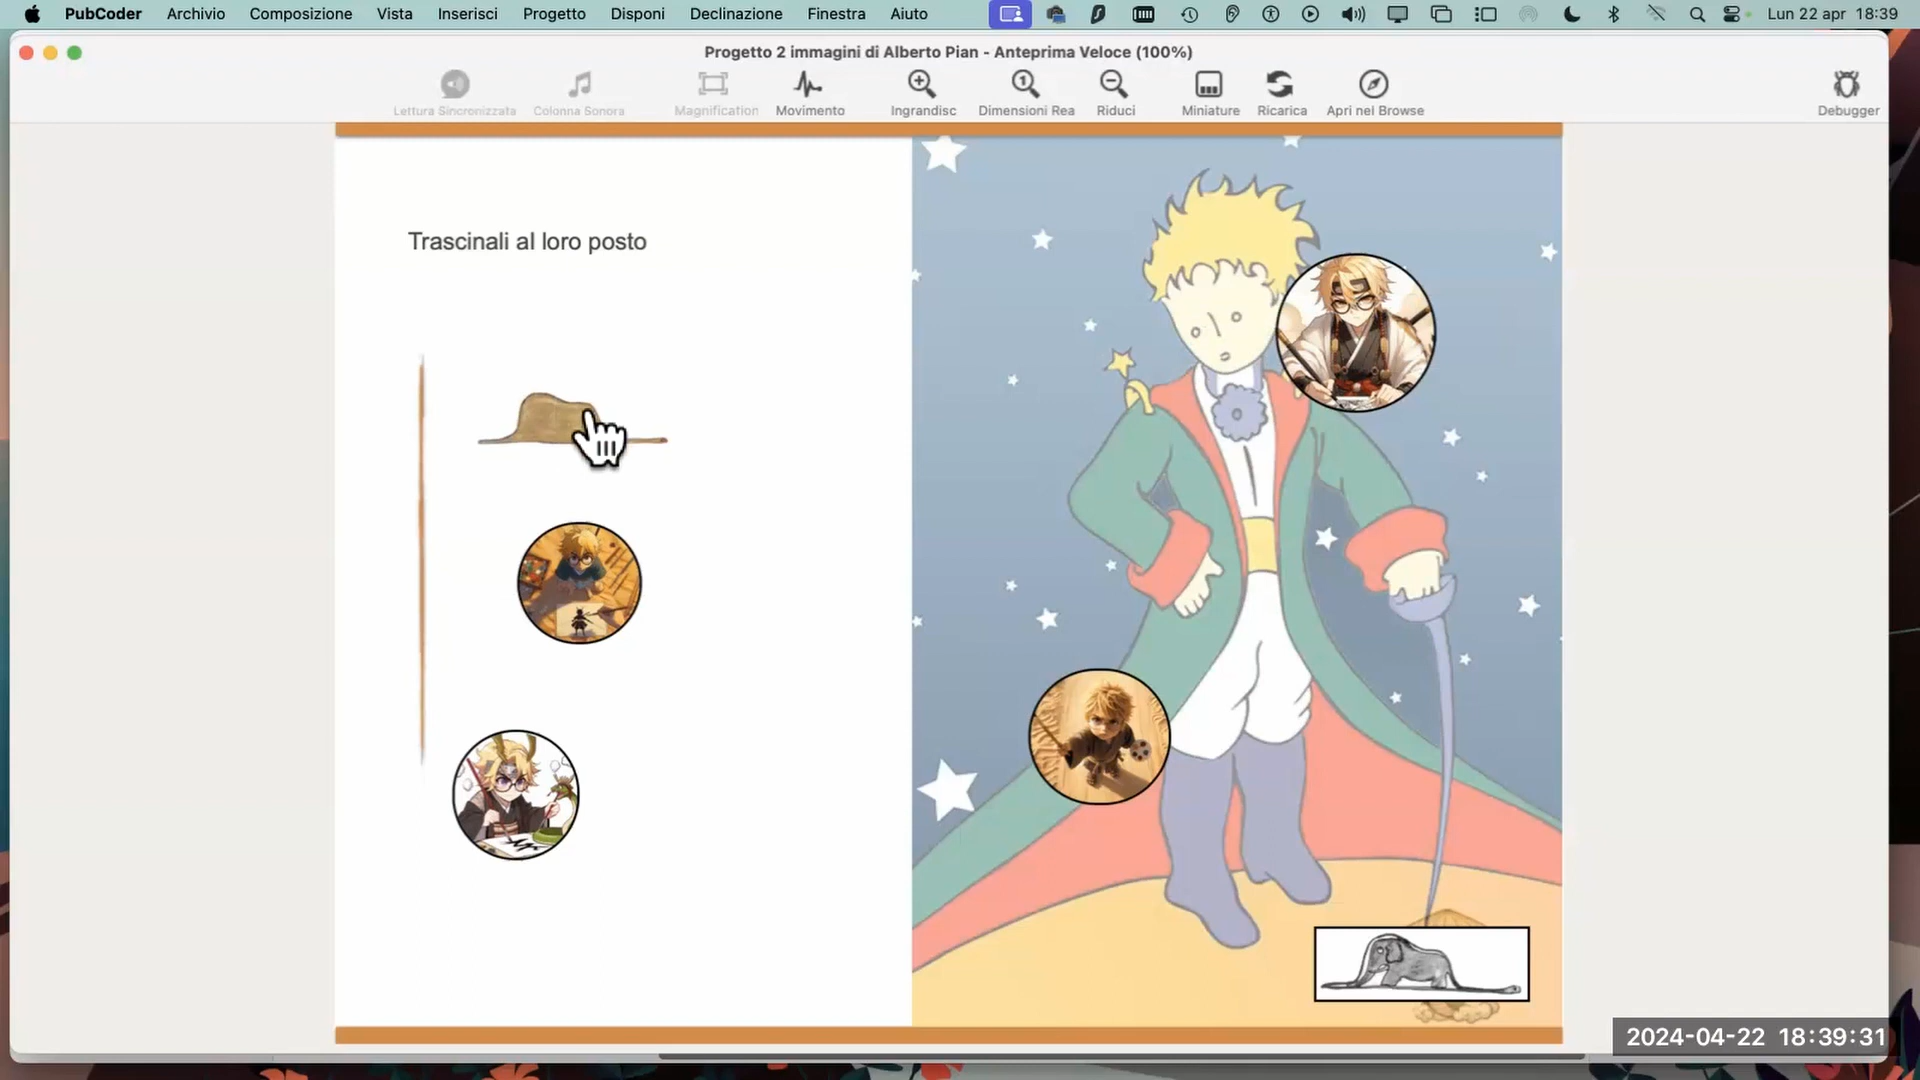 PubCoder Archivio Composizione Vista Inserisci Progetto Disponi Declinazione Finestra Aiuto Lun 22 apr 18:39
Progetto 2 immagini di Alberto Pian - Anteprima Veloce (100%)
Lettura Sincronizzata Colonna Sonora Magnification Movimento Ingrandisc Dimensioni Rea Riduci Miniature Ricarica Apri nel Browse Debugger
Trascinali al loro posto
2024-04-22 18:39:31